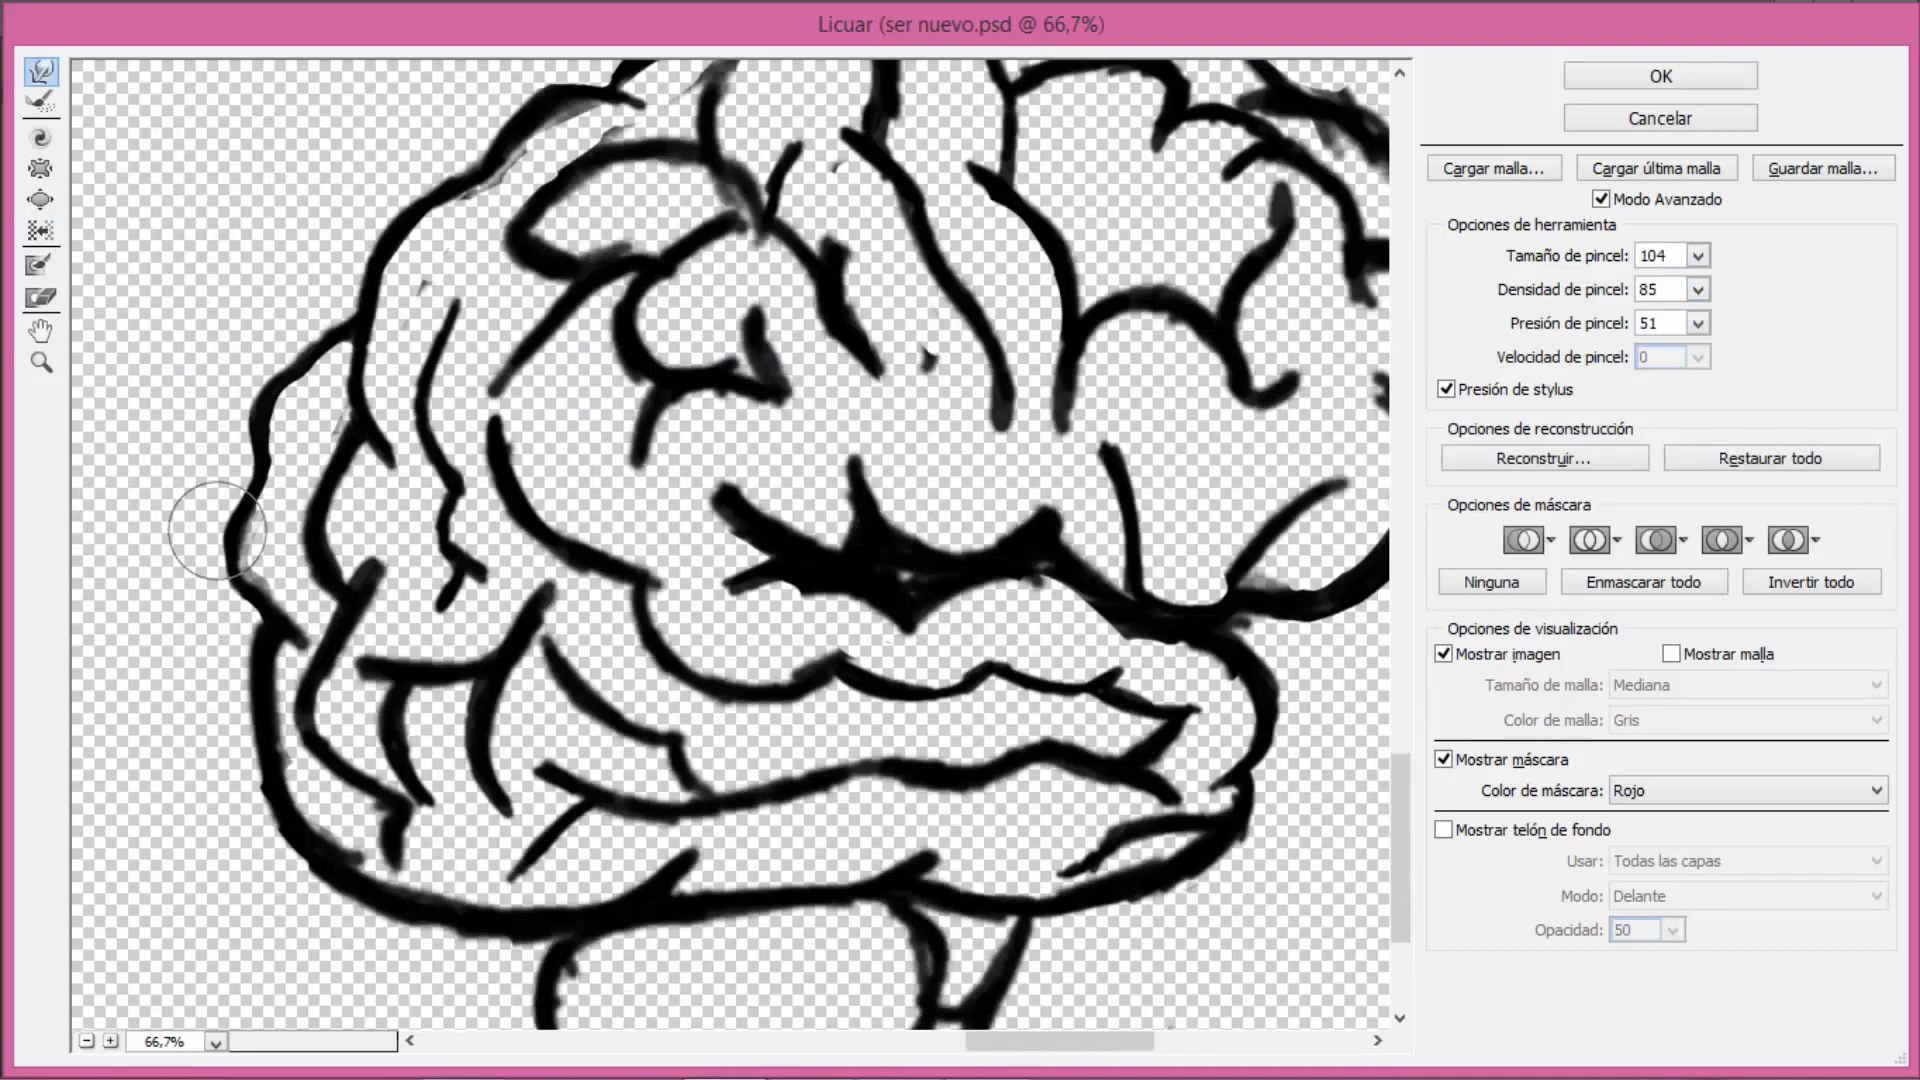 Licuar (ser nuevo.psd @ 66,7%)
OK
Cancelar
Cargar malla...
Cargar última malla
Guardar malla...
Modo Avanzado
Opciones de herramienta
Tamaño de pincel: 104
Densidad de pincel: 85
Presión de pincel: 51
Velocidad de pincel: 0
Presión de stylus
Opciones de reconstrucción
Reconstruir...
Restaurar todo
Opciones de máscara
Ninguna
Enmascarar todo
Invertir todo
Opciones de visualización
Mostrar imagen
Mostrar malla
Tamaño de malla: Mediana
Color de malla: Gris
Mostrar máscara
Color de máscara: Rojo
Mostrar telón de fondo
Usar: Todas las capas
Modo: Delante
Opacidad: 50
66,7%